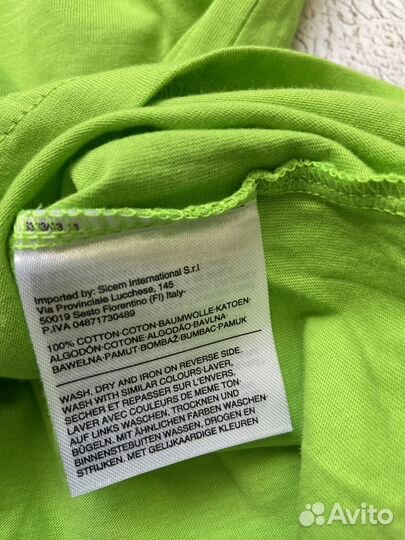 Imported by: Sicem International S.r.l
Via Provinciale Lucchese, 145
50019 Sesto Fiorentino (FI) Italy-
P.IVA 04871730489
100% COTTON-COTON-BAUMWOLLE-KATOEN-
ALGODÓN-COTONE-ALGODÃO-BAVLNA-
BAWEŁNA-PAMUT-BOMBAŽ-BUMBAC-PAMUK
WASH, DRY AND IRON ON REVERSE SIDE.
WASH WITH SIMILAR COLOURS-LAVER,
SECHER ET REPASSER SUR L'ENVERS.
LAVER AVEC COULEURS DE MEME TON-
AUF LINKS WASCHEN, TROCKNEN UND
BÜGELN. MIT ÄHNLICHEN FARBEN WASCHEN-
BINNENSTEBUITEN WASSEN, DROGEN EN
STRIJKEN. MET GELIJKAARDIGE KLEUREN
Avito